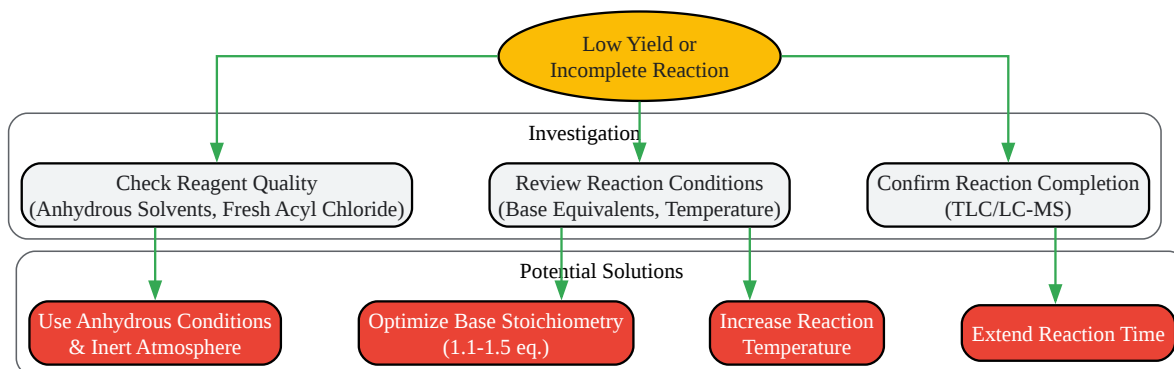 Low Yield or
Incomplete Reaction
Investigation
Check Reagent Quality
(Anhydrous Solvents, Fresh Acyl Chloride)
Review Reaction Conditions
(Base Equivalents, Temperature)
Confirm Reaction Completion
(TLC/LC-MS)
Potential Solutions
Use Anhydrous Conditions
& Inert Atmosphere
Optimize Base Stoichiometry
(1.1-1.5 eq.)
Increase Reaction
Temperature
Extend Reaction Time